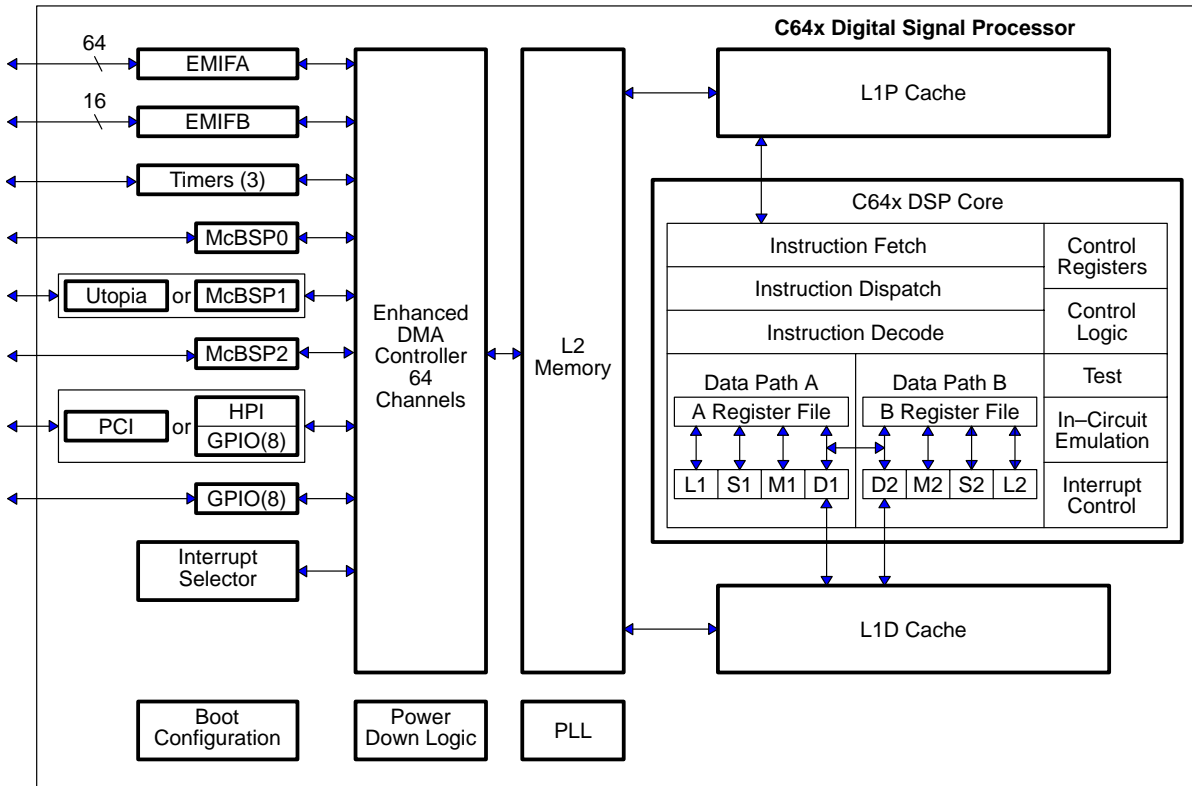 C64x Digital Signal Processor
64
EMIFA
16
EMIFB
Timers (3)
McBSP0
Utopia or McBSP1
McBSP2
PCI or HPI
GPIO(8)
GPIO(8)
Interrupt
Selector
Boot
Configuration
Enhanced
DMA
Controller
64
Channels
Power
Down Logic
L2
Memory
PLL
L1P Cache
C64x DSP Core
Instruction Fetch
Instruction Dispatch
Instruction Decode
Control
Registers
Control
Logic
Test
In–Circuit
Emulation
Interrupt
Control
Data Path A
A Register File
L1 S1 M1 D1
Data Path B
B Register File
D2 M2 S2 L2
L1D Cache